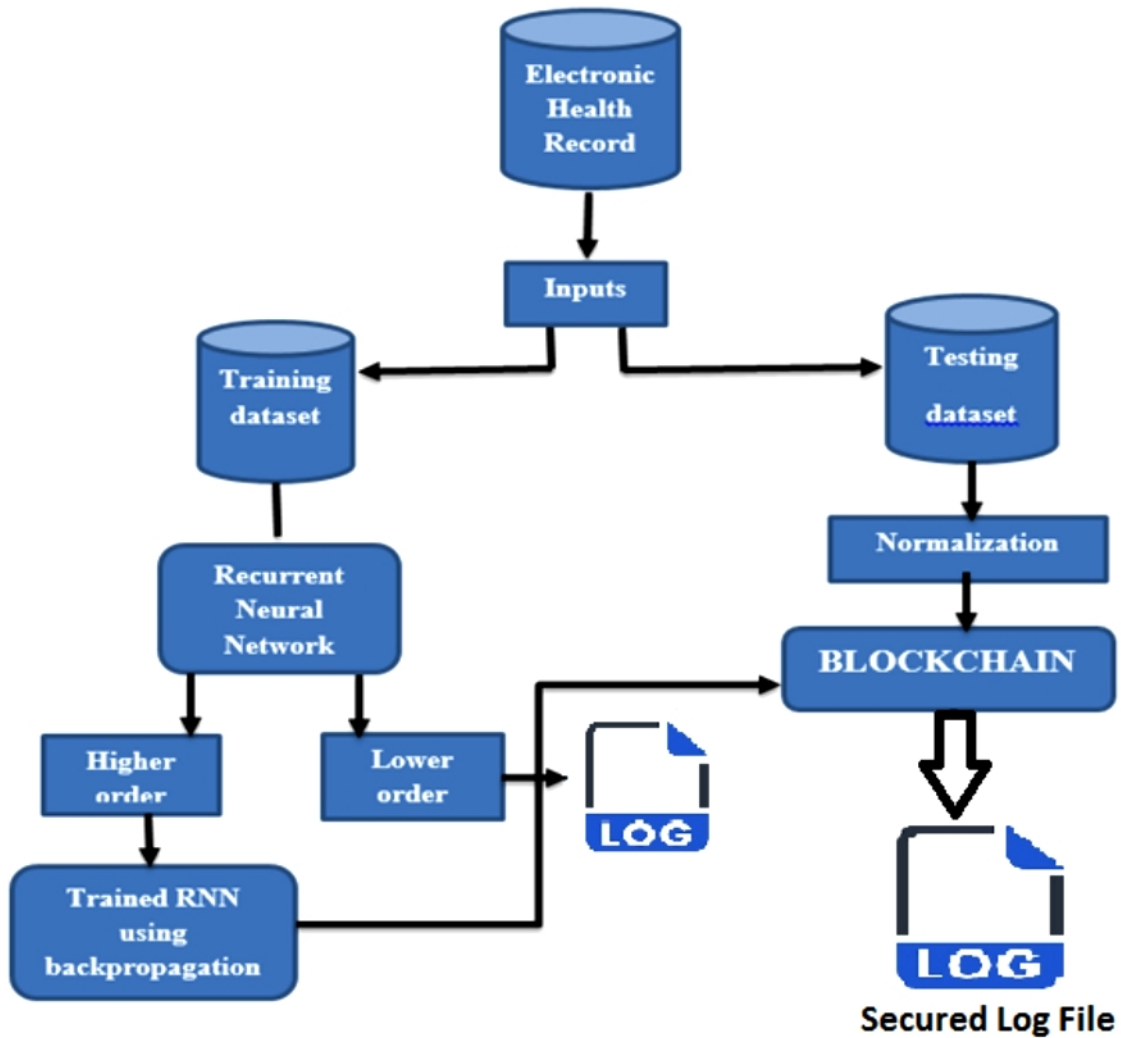 Electronic
Health
Record
Inputs
Training
dataset
Testing
dataset
Recurrent
Neural
Network
Normalization
BLOCKCHAIN
Higher
order
Lower
order
LOG
Trained RNN
using
backpropagation
LOG
Secured Log File